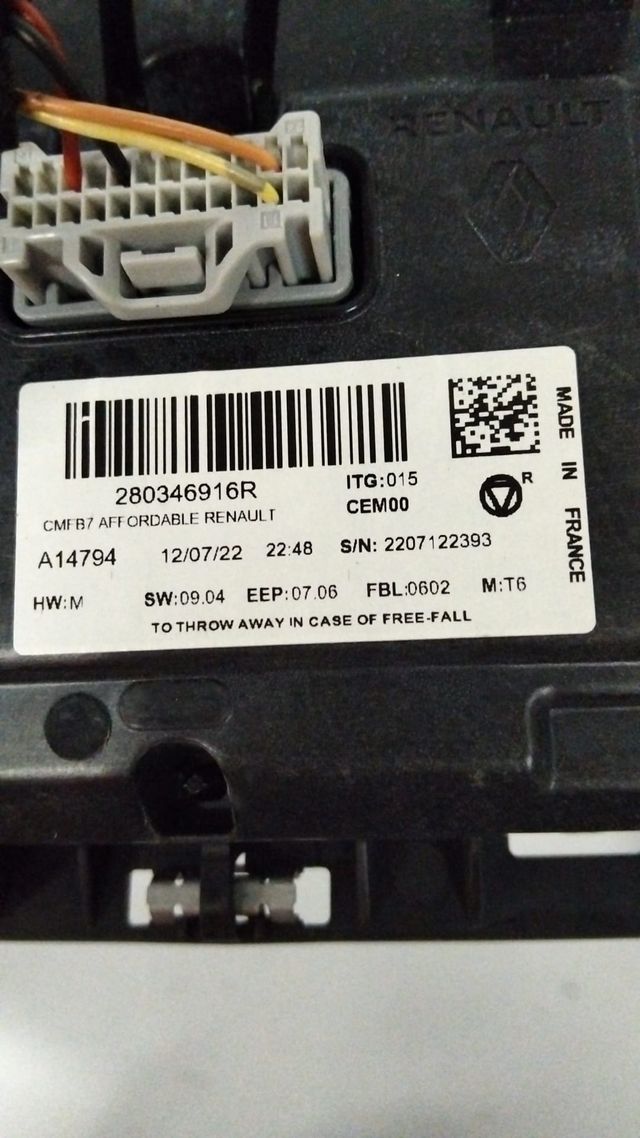 RENAULT
280346916R
ITG:015
CEM00
CMFB7 AFFORDABLE RENAULT
A14794 12/07/22 22:48 S/N: 2207122393
HW:M SW:09.04 EEP:07.06 FBL:0602 M:T6
TO THROW AWAY IN CASE OF FREE-FALL
R
MADE IN FRANCE